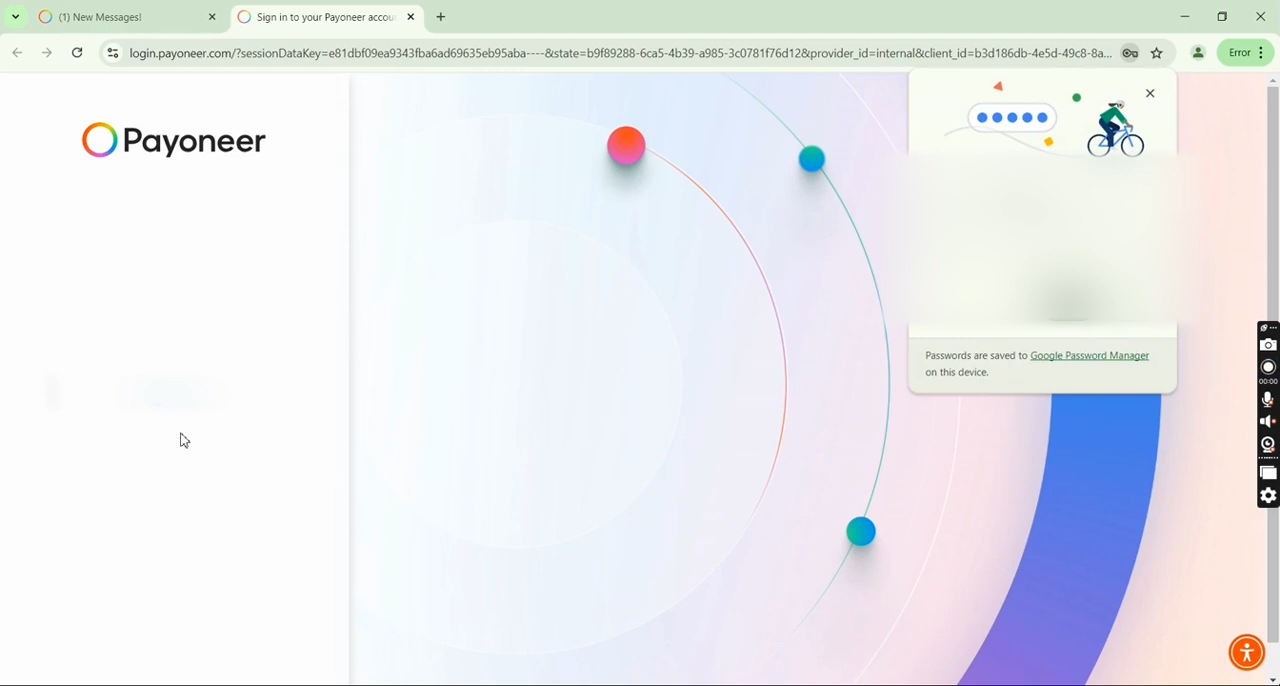 (1) New Messages!
Sign in to your Payoneer accou
login.payoneer.com/?sessionDataKey=e81dbf09ea9343fba6ad69635eb95aba----&state=b9f89288-6ca5-4b39-a985-3c0781f76d12&provider_id=internal&client_id=b3d186db-4e5d-49c8-8a...
Error
Payoneer
Passwords are saved to Google Password Manager
on this device.
00:00